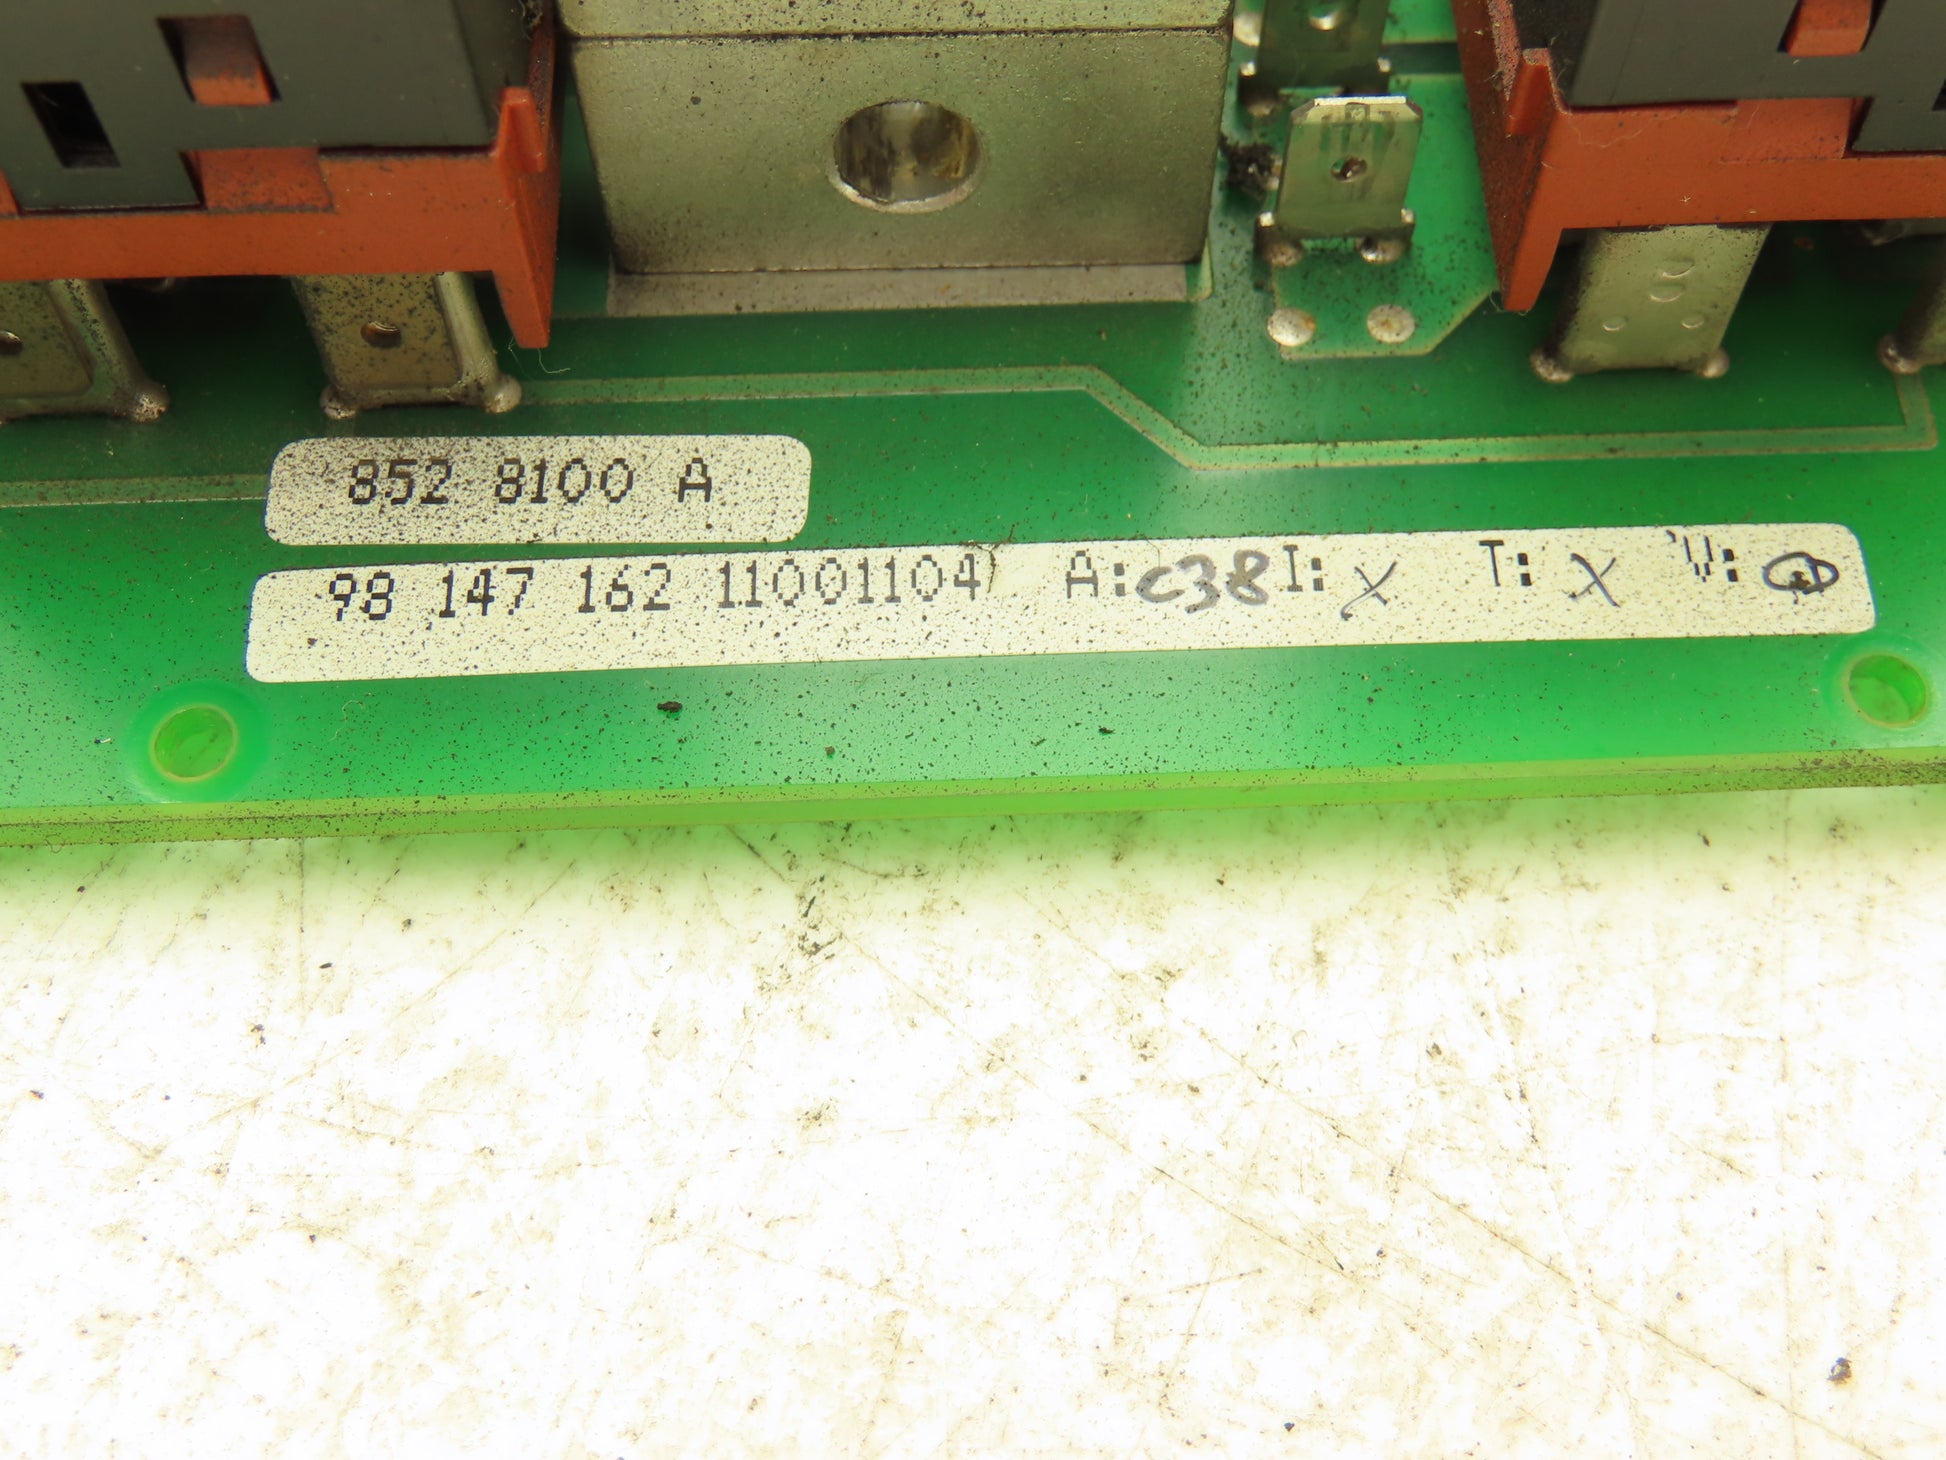 852 8100 A
98 147 162 11001104 A:C38 I: X T: X V: